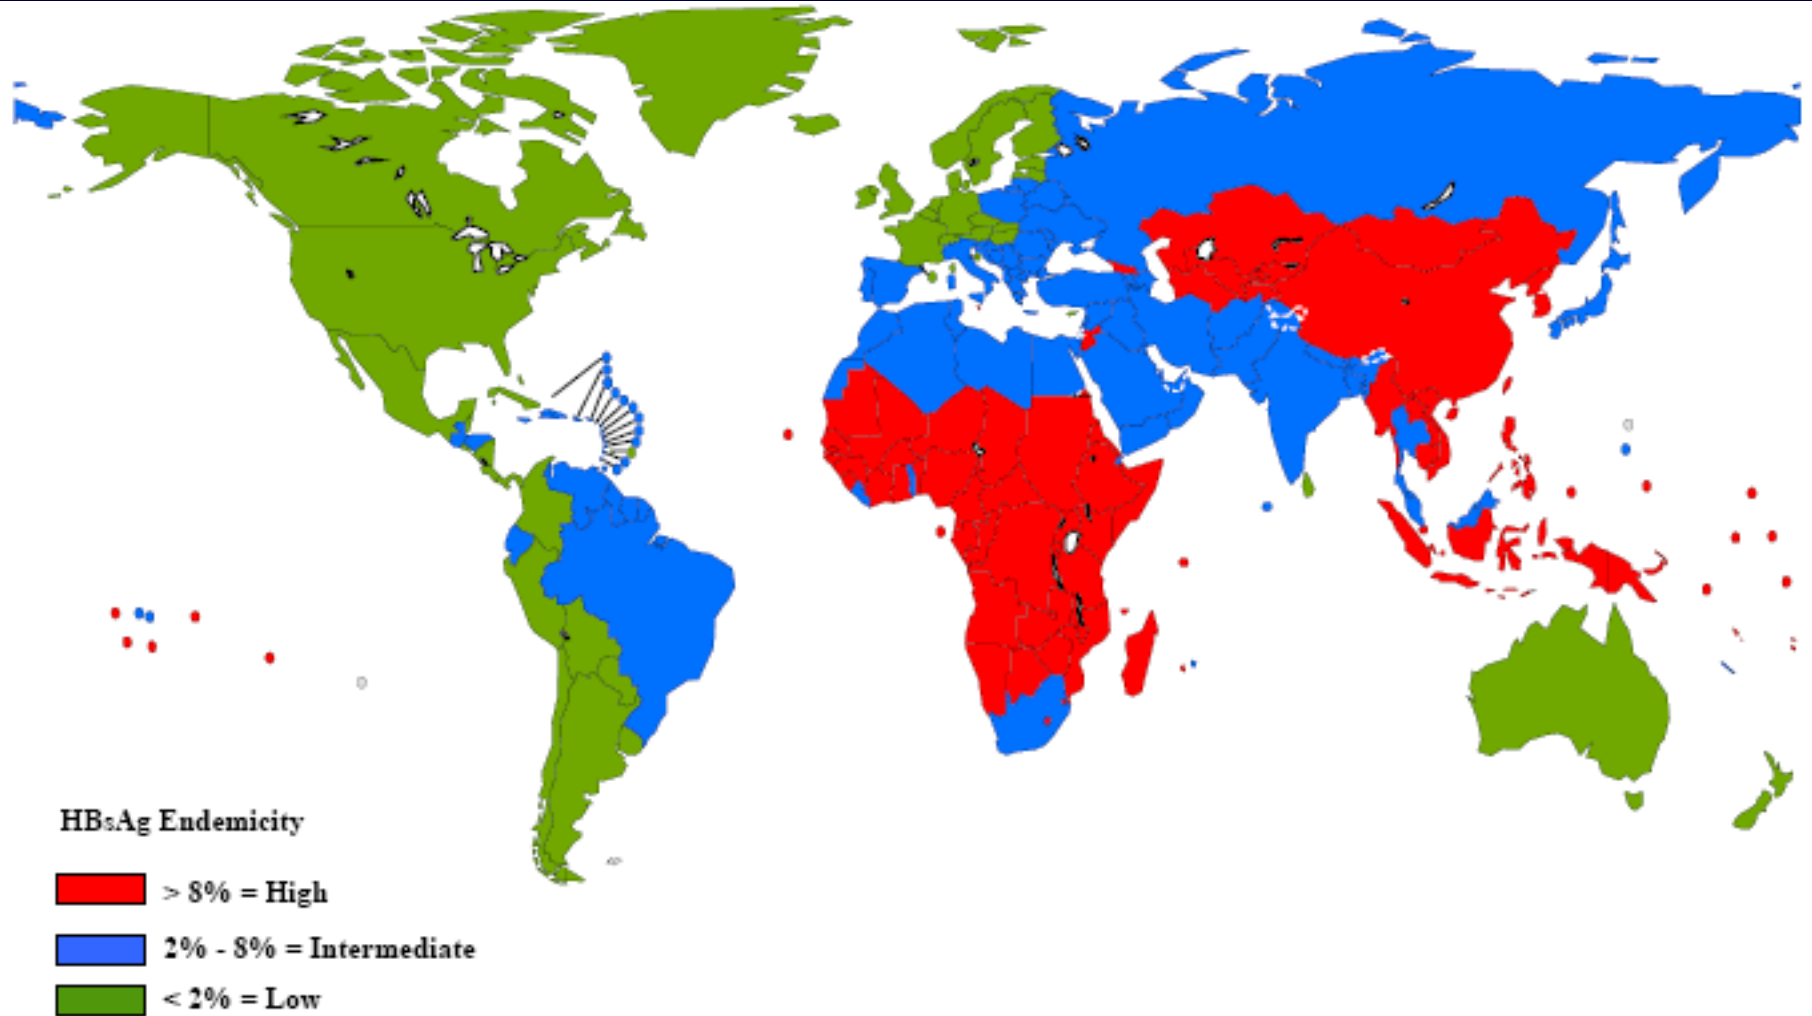 HBsAg Endemicity
> 8% = High
2% - 8% = Intermediate
< 2% = Low